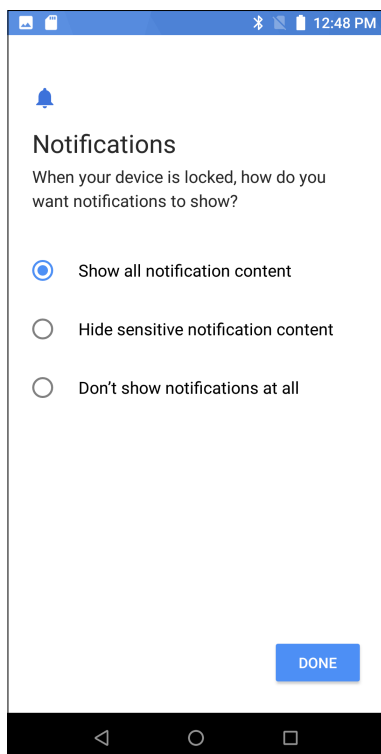 12:48 PM
Notifications
When your device is locked, how do you
want notifications to show?
Show all notification content
Hide sensitive notification content
Don’t show notifications at all
DONE